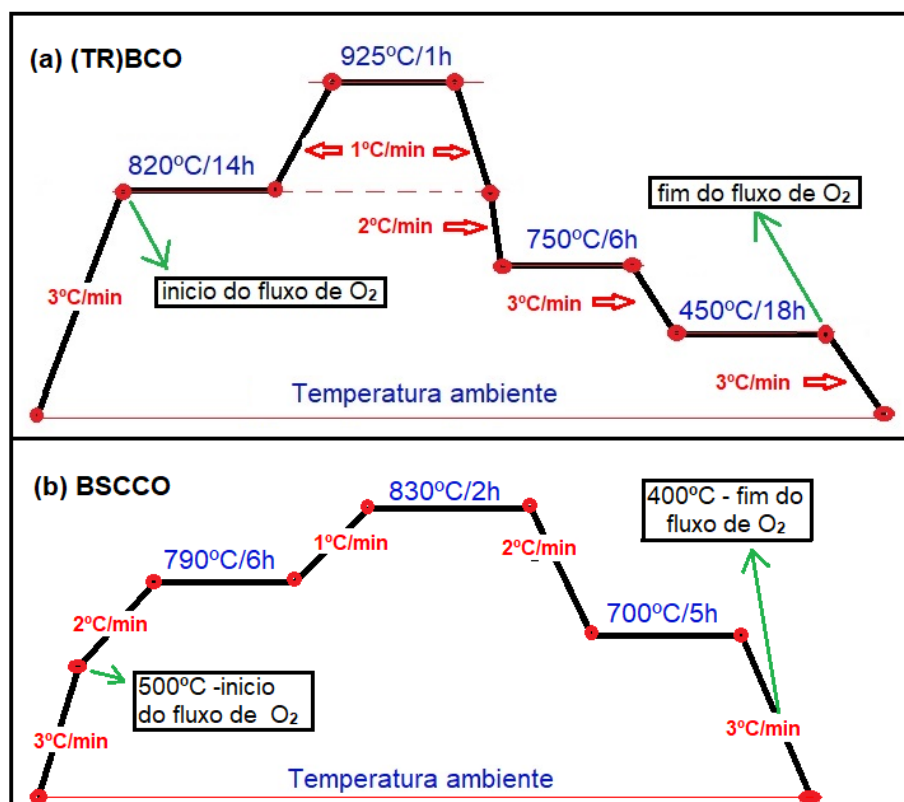 (a) (TR)BCO
925ºC/1h
1ºC/min
820ºC/14h
fim do fluxo de O₂
2ºC/min
750ºC/6h
3ºC/min
inicio do fluxo de O₂
3ºC/min
450ºC/18h
3ºC/min
Temperatura ambiente
(b) BSCCO
830ºC/2h
400ºC - fim do
fluxo de O₂
1ºC/min
2ºC/min
790ºC/6h
2ºC/min
700ºC/5h
500ºC -inicio
do fluxo de O₂
3ºC/min
3ºC/min
Temperatura ambiente